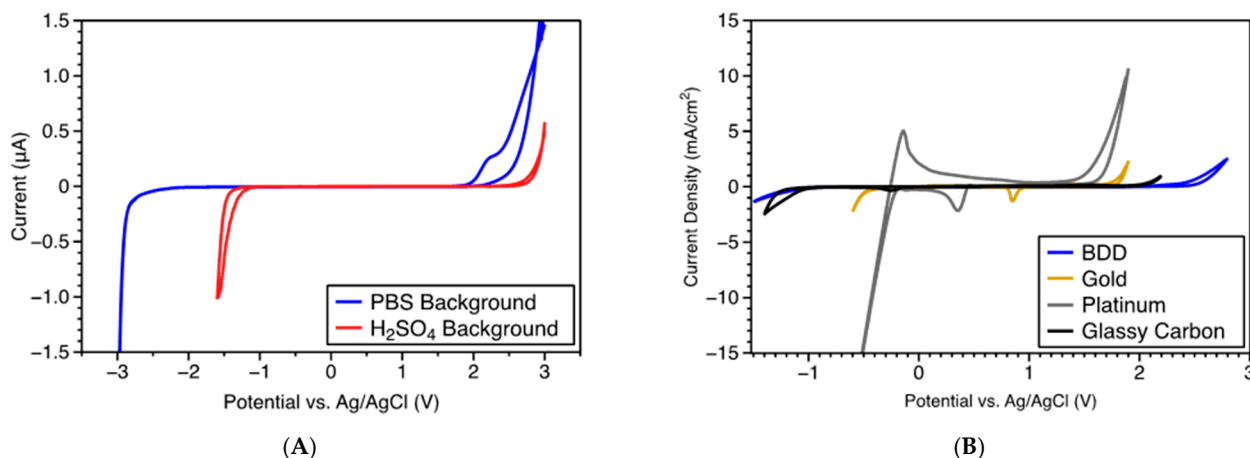 1.5
1.0
0.5
0
−0.5
−1.0
−1.5
Current (µA)
−3
−2
−1
0
1
2
3
Potential vs. Ag/AgCl (V)
PBS Background
H₂SO₄ Background
(A)
15
10
5
0
−5
−10
15
Current Density (mA/cm²)
−1
0
1
2
3
Potential vs. Ag/AgCl (V)
BDD
Gold
Platinum
Glassy Carbon
(B)